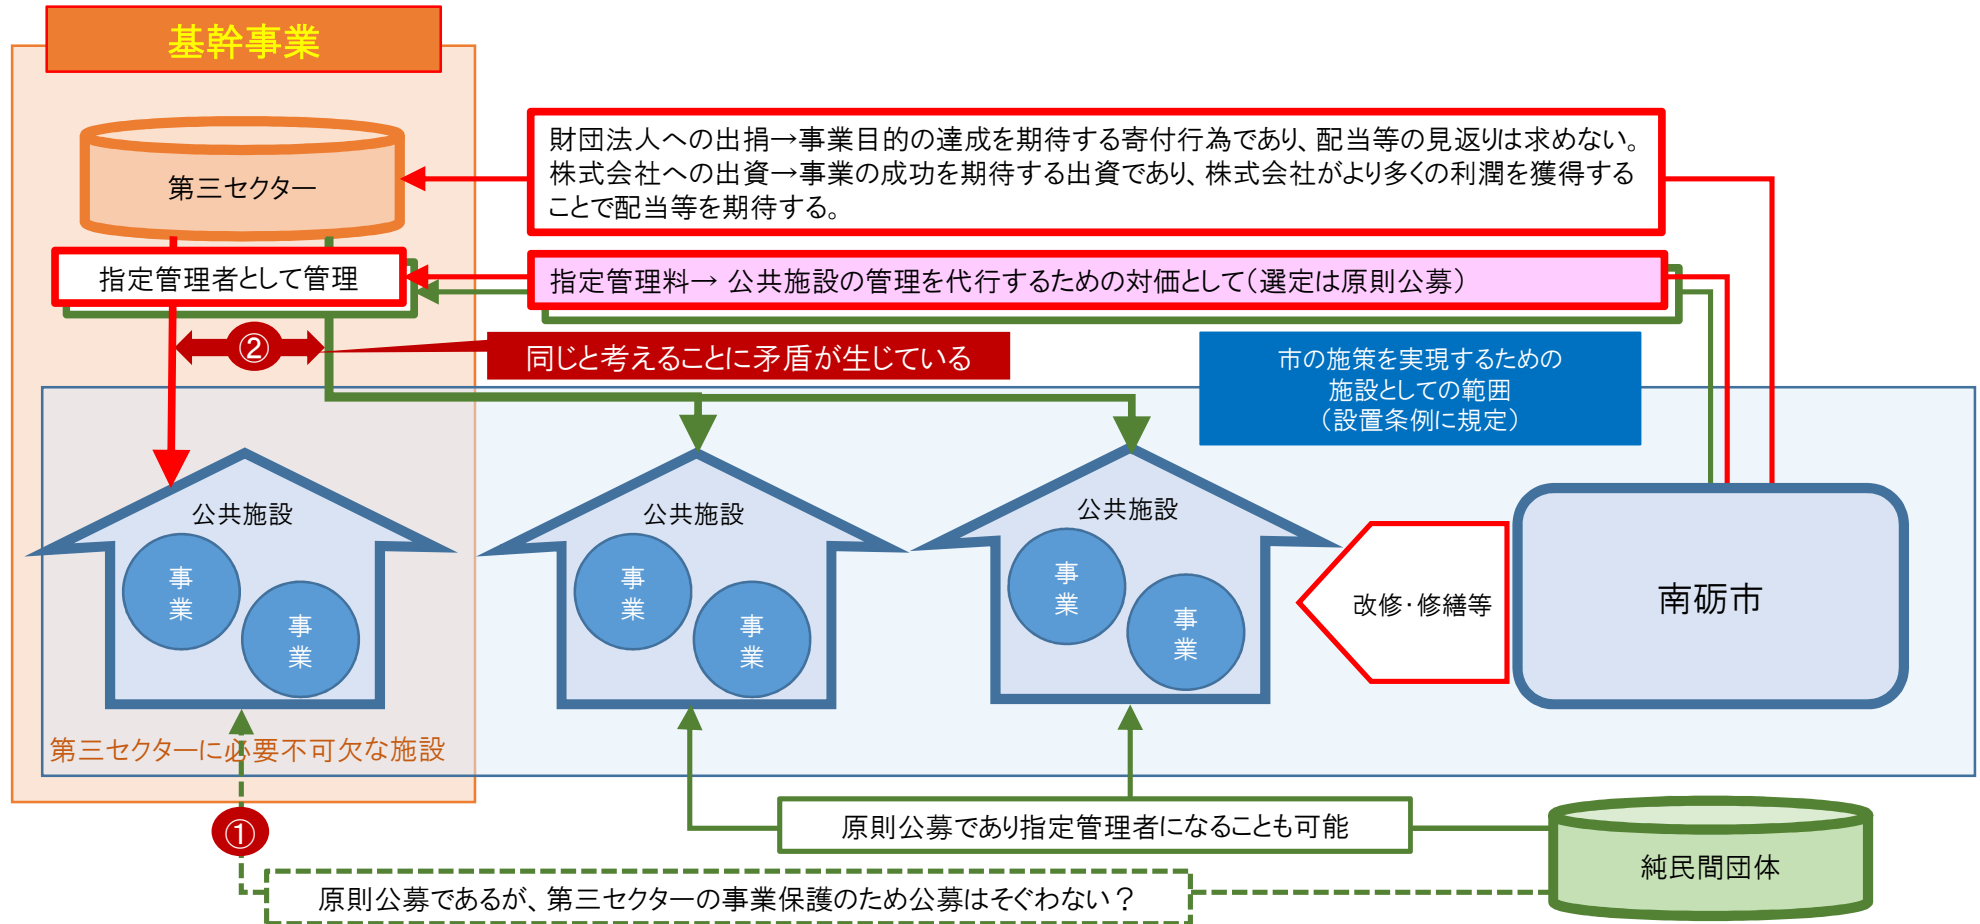 基幹事業
第三セクター
財団法人への出捐→事業目的の達成を期待する寄付行為であり、配当等の見返りは求めない。
株式会社への出資→事業の成功を期待する出資であり、株式会社がより多くの利潤を獲得する
ことで配当等を期待する。
指定管理者として管理
指定管理料→ 公共施設の管理を代行するための対価として（選定は原則公募）
②
同じと考えることに矛盾が生じている
市の施策を実現するための
施設としての範囲
（設置条例に規定）
公共施設
事
業
事
業
公共施設
事
業
事
業
公共施設
事
業
事
業
改修・修繕等
南砺市
第三セクターに必要不可欠な施設
①
原則公募であり指定管理者になることも可能
純民間団体
原則公募であるが、第三セクターの事業保護のため公募はそぐわない？